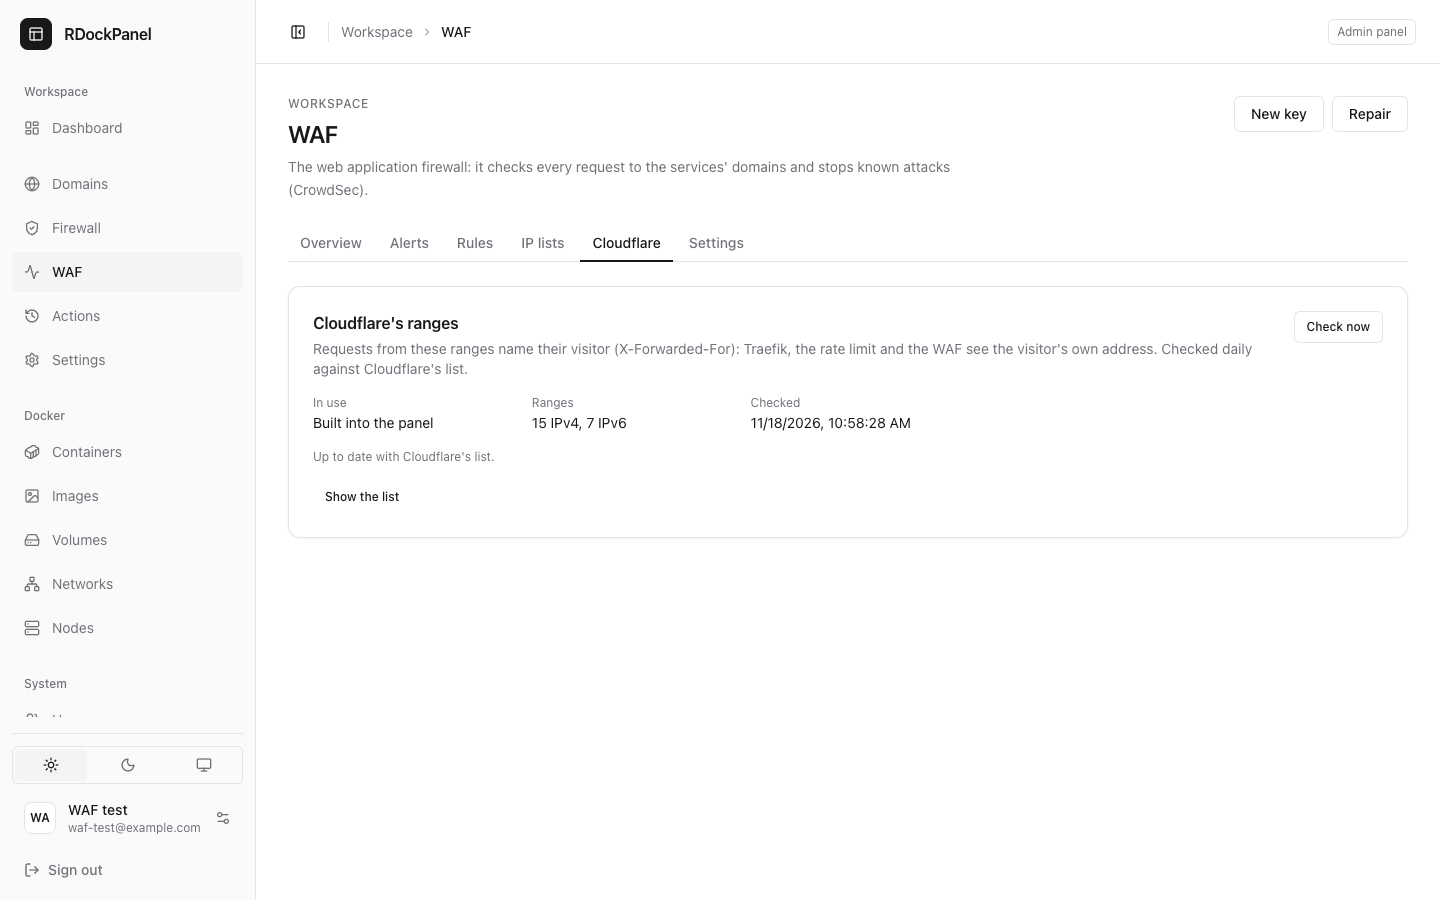 RDockPanel
Workspace
Dashboard
Domains
Firewall
WAF
Actions
Settings
Docker
Containers
Images
Volumes
Networks
Nodes
System
WA
WAF test
waf-test@example.com
Sign out
Workspace
WAF
Admin panel
WORKSPACE
WAF
The web application firewall: it checks every request to the services' domains and stops known attacks
(CrowdSec).
New key
Repair
Overview
Alerts
Rules
IP lists
Cloudflare
Settings
Cloudflare's ranges
Requests from these ranges name their visitor (X-Forwarded-For): Traefik, the rate limit and the WAF see the visitor's own address. Checked daily
against Cloudflare's list.
Check now
In use
Built into the panel
Ranges
15 IPv4, 7 IPv6
Checked
11/18/2026, 10:58:28 AM
Up to date with Cloudflare's list.
Show the list